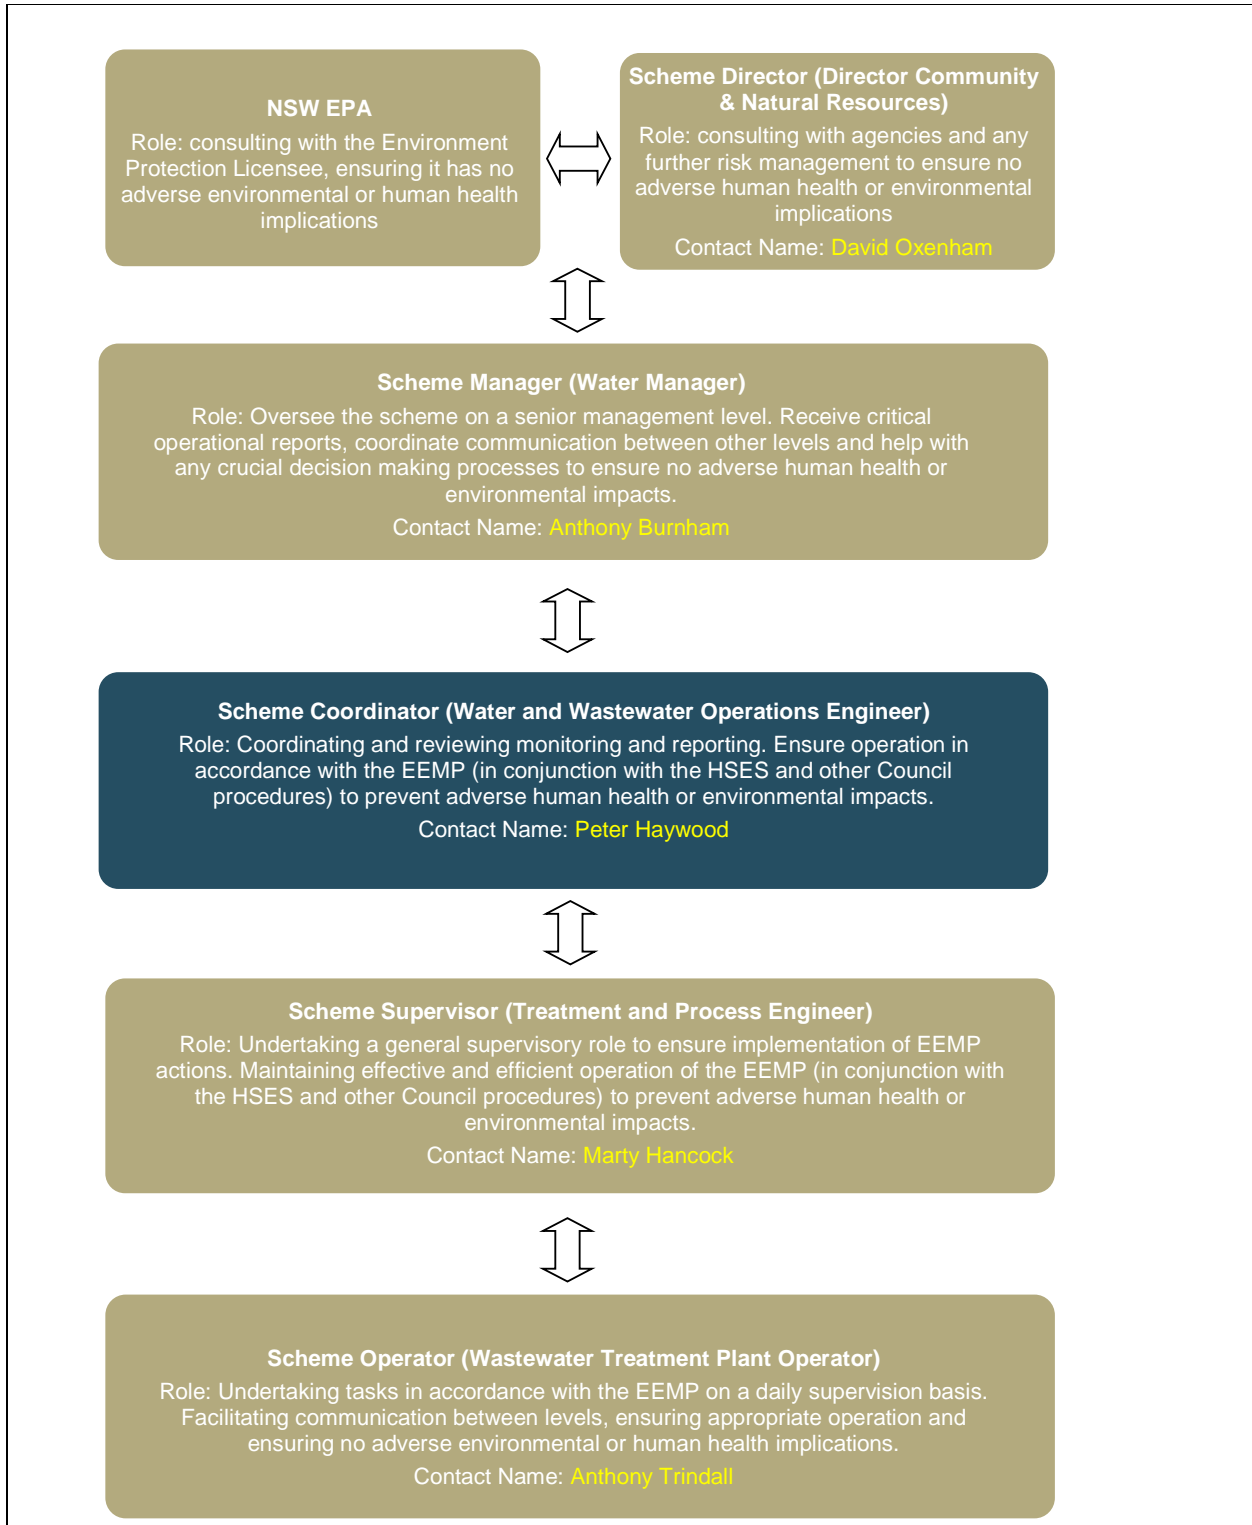 NSW EPA
Role: consulting with the Environment
Protection Licensee, ensuring it has no
adverse environmental or human health
implications
Scheme Director (Director Community
& Natural Resources)
Role: consulting with agencies and any
further risk management to ensure no
adverse human health or environmental
implications
Contact Name: David Oxenham
Scheme Manager (Water Manager)
Role: Oversee the scheme on a senior management level. Receive critical
operational reports, coordinate communication between other levels and help with
any crucial decision making processes to ensure no adverse human health or
environmental impacts.
Contact Name: Anthony Burnham
Scheme Coordinator (Water and Wastewater Operations Engineer)
Role: Coordinating and reviewing monitoring and reporting. Ensure operation in
accordance with the EEMP (in conjunction with the HSES and other Council
procedures) to prevent adverse human health or environmental impacts.
Contact Name: Peter Haywood
Scheme Supervisor (Treatment and Process Engineer)
Role: Undertaking a general supervisory role to ensure implementation of EEMP
actions. Maintaining effective and efficient operation of the EEMP (in conjunction with
the HSES and other Council procedures) to prevent adverse human health or
environmental impacts.
Contact Name: Marty Hancock
Scheme Operator (Wastewater Treatment Plant Operator)
Role: Undertaking tasks in accordance with the EEMP on a daily supervision basis.
Facilitating communication between levels, ensuring appropriate operation and
ensuring no adverse environmental or human health implications.
Contact Name: Anthony Trindall